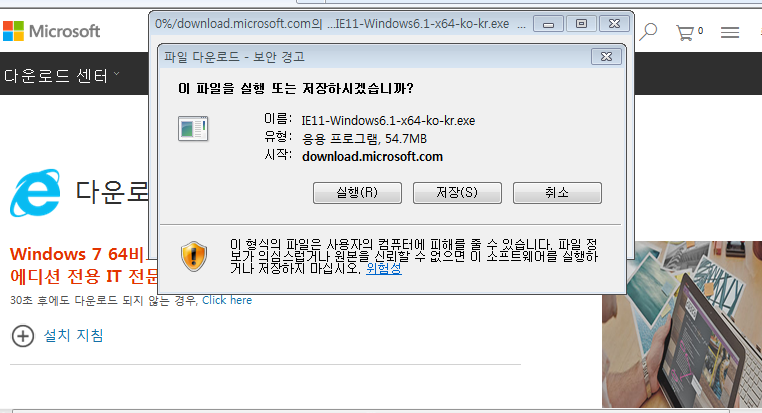 Microsoft
0%/download.microsoft.com의 ...IE11-Windows6.1-x64-ko-kr.exe ...
0
다운로드 센터
파일 다운로드 - 보안 경고
이 파일을 실행 또는 저장하시겠습니까?
이름: IE11-Windows6.1-x64-ko-kr.exe
유형: 응용 프로그램, 54.7MB
시작: download.microsoft.com
실행(R) 저장(S) 취소
다운로
이 형식의 파일은 사용자의 컴퓨터에 피해를 줄 수 있습니다. 파일 정
보가 의심스럽거나 원본을 신뢰할 수 없으면 이 소프트웨어를 실행하
거나 저장하지 마십시오. 위험성
Windows 7 64비
에디션 전용 IT 전문
30초 후에도 다운로드 되지 않는 경우, Click here
설치 지침